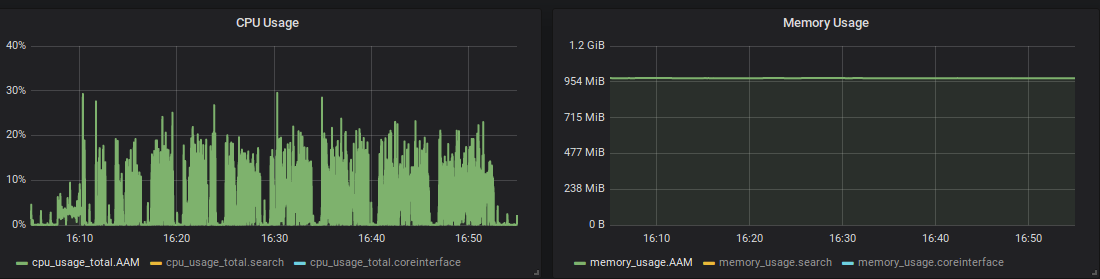 CPU Usage
40%
30%
20%
10%
0%
16:10 16:20 16:30 16:40 16:50
cpu_usage_total.AAM cpu_usage_total.search cpu_usage_total.coreinterface
Memory Usage
1.2 GiB
954 MiB
715 MiB
477 MiB
238 MiB
0 B
16:10 16:20 16:30 16:40 16:50
memory_usage.AAM memory_usage.search memory_usage.coreinterface